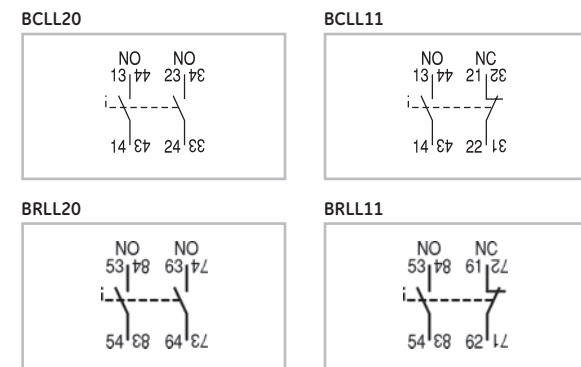 BCLL20
NO NO
13 44 23 34
14 43 24 33
BCLL11
NO NC
13 44 21 32
14 43 22 31
BRLL20
NO NO
53 84 63 74
54 83 64 73
BRLL11
NO NC
53 84 61 72
54 83 62 71